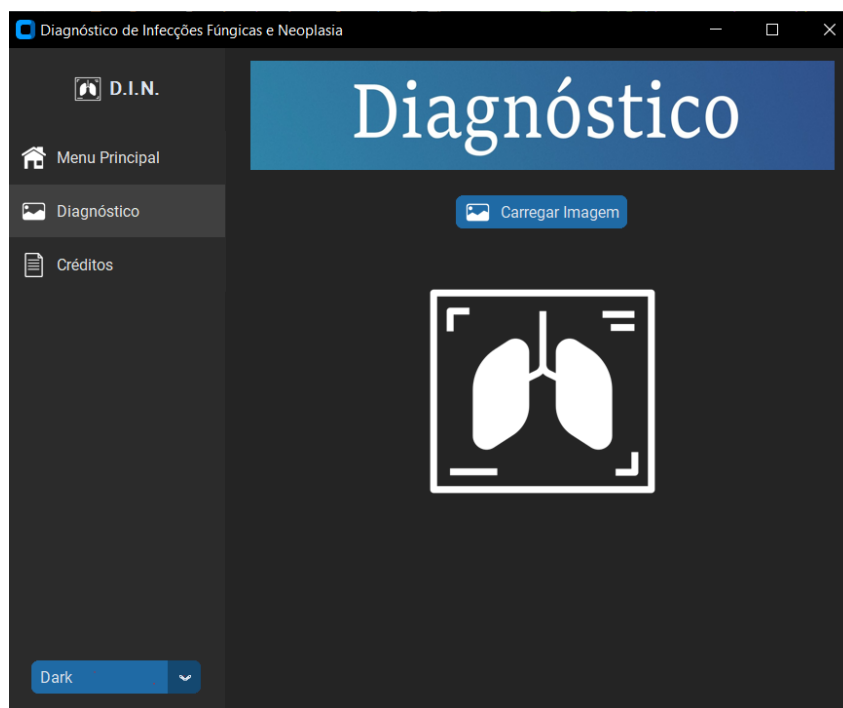 Diagnóstico de Infecções Fúngicas e Neoplasia
D.I.N.
Menu Principal
Diagnóstico
Créditos
Dark
Diagnóstico
Carregar Imagem